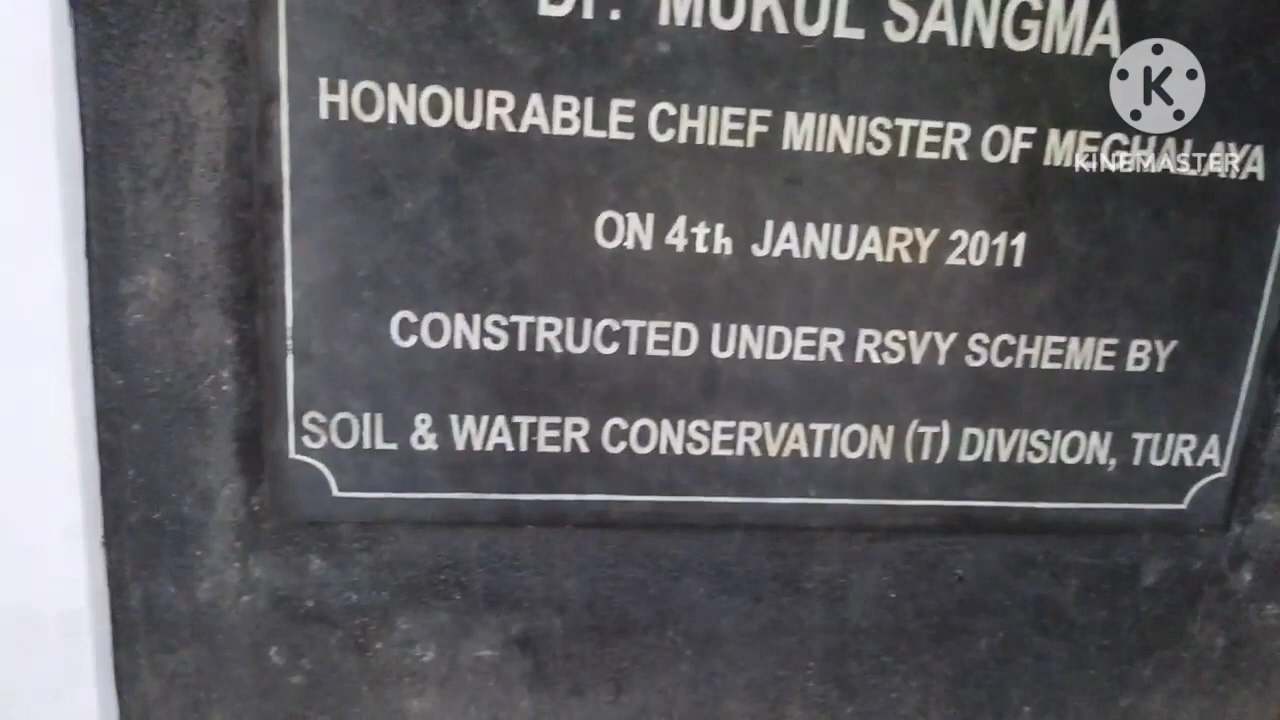 Dr. MUKUL SANGMA
HONOURABLE CHIEF MINISTER OF MEGHALAYA
ON 4th JANUARY 2011
CONSTRUCTED UNDER RSVY SCHEME BY
SOIL & WATER CONSERVATION (T) DIVISION, TURA
K
KINEMASTER